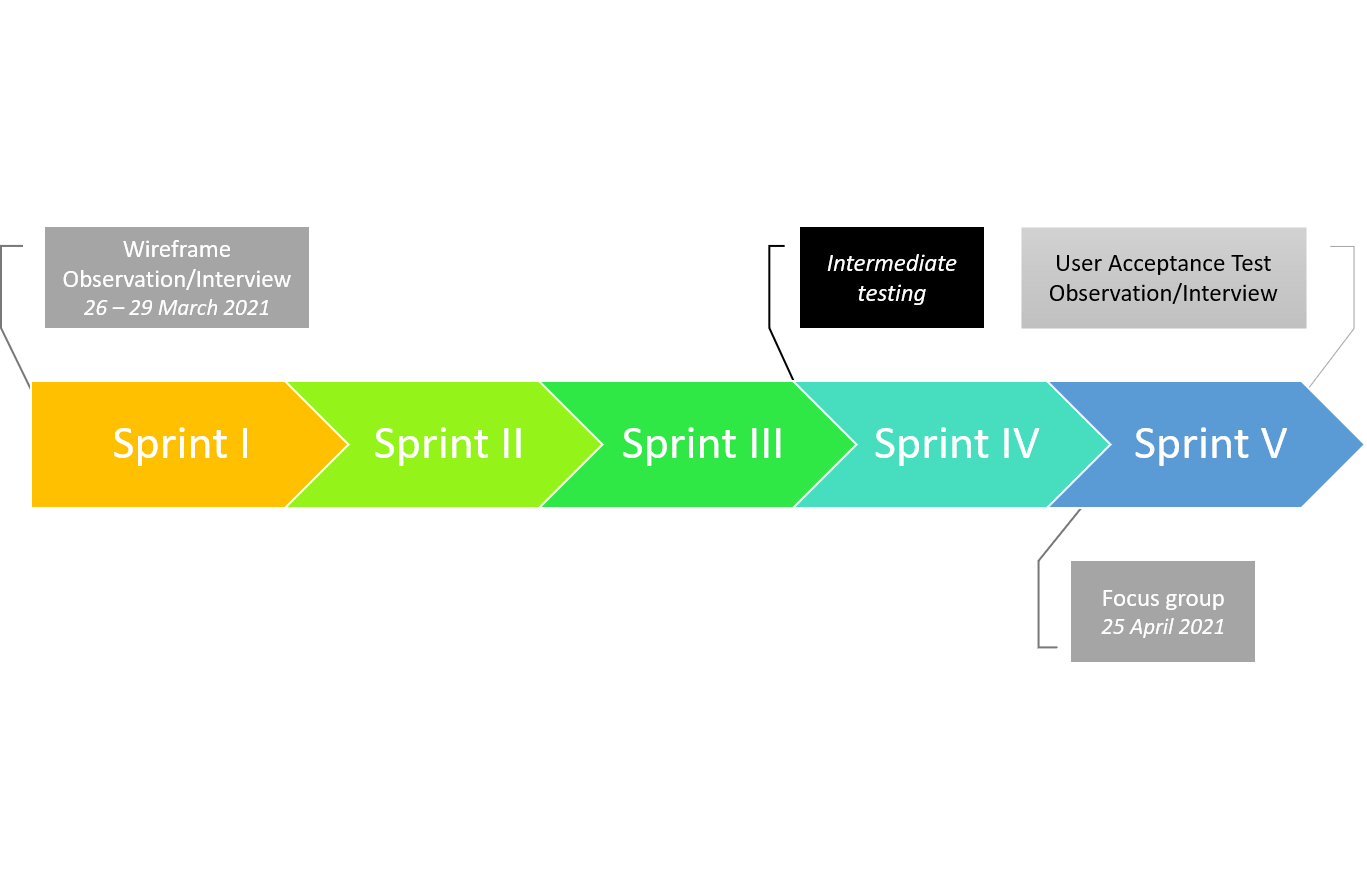 Wireframe
Observation/Interview
26 – 29 March 2021
Intermediate
testing
User Acceptance Test
Observation/Interview
Sprint I
Sprint II
Sprint III
Sprint IV
Sprint V
Focus group
25 April 2021